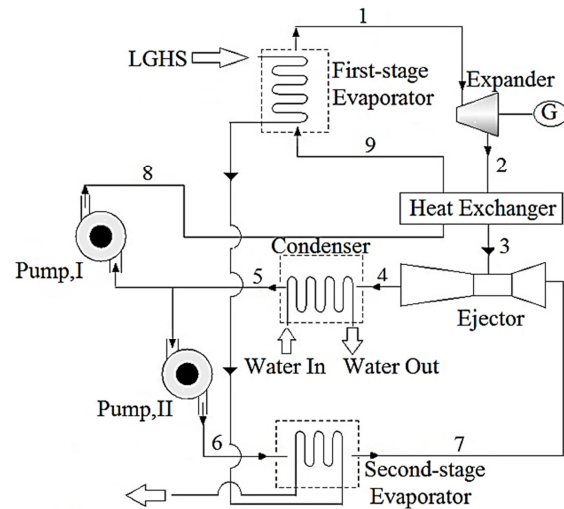 1
LGHS
First-stage
Evaporator
Expander
G
9
2
8
Heat Exchanger
3
Condenser
Pump,I
5
4
Ejector
Water In
Water Out
Pump,II
6
7
Second-stage
Evaporator